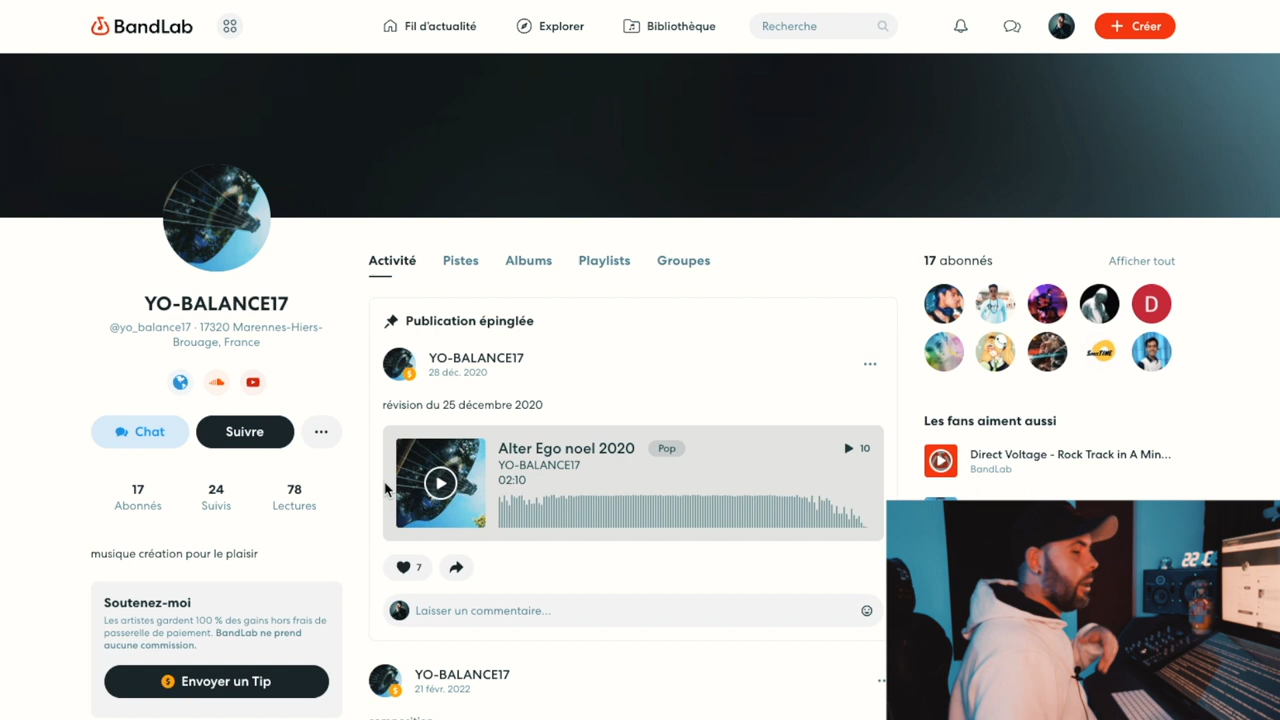 BandLab
Fil d'actualité
Explorer
Bibliothèque
Recherche
Créer
YO-BALANCE17
@yo_balance17 · 17320 Marennes-Hiers-
Brouage, France
Chat
Suivre
17
Abonnés
24
Suivis
78
Lectures
musique création pour le plaisir
Soutenez-moi
Les artistes gardent 100 % des gains hors frais de
passerelle de paiement. BandLab ne prend
aucune commission.
Envoyer un Tip
Activité
Pistes
Albums
Playlists
Groupes
Publication épinglée
YO-BALANCE17
28 déc. 2020
révision du 25 décembre 2020
Alter Ego noel 2020
Pop
10
YO-BALANCE17
02:10
7
Laisser un commentaire...
YO-BALANCE17
21 févr. 2022
17 abonnés
Afficher tout
D
Les fans aiment aussi
Direct Voltage - Rock Track in A Min...
BandLab